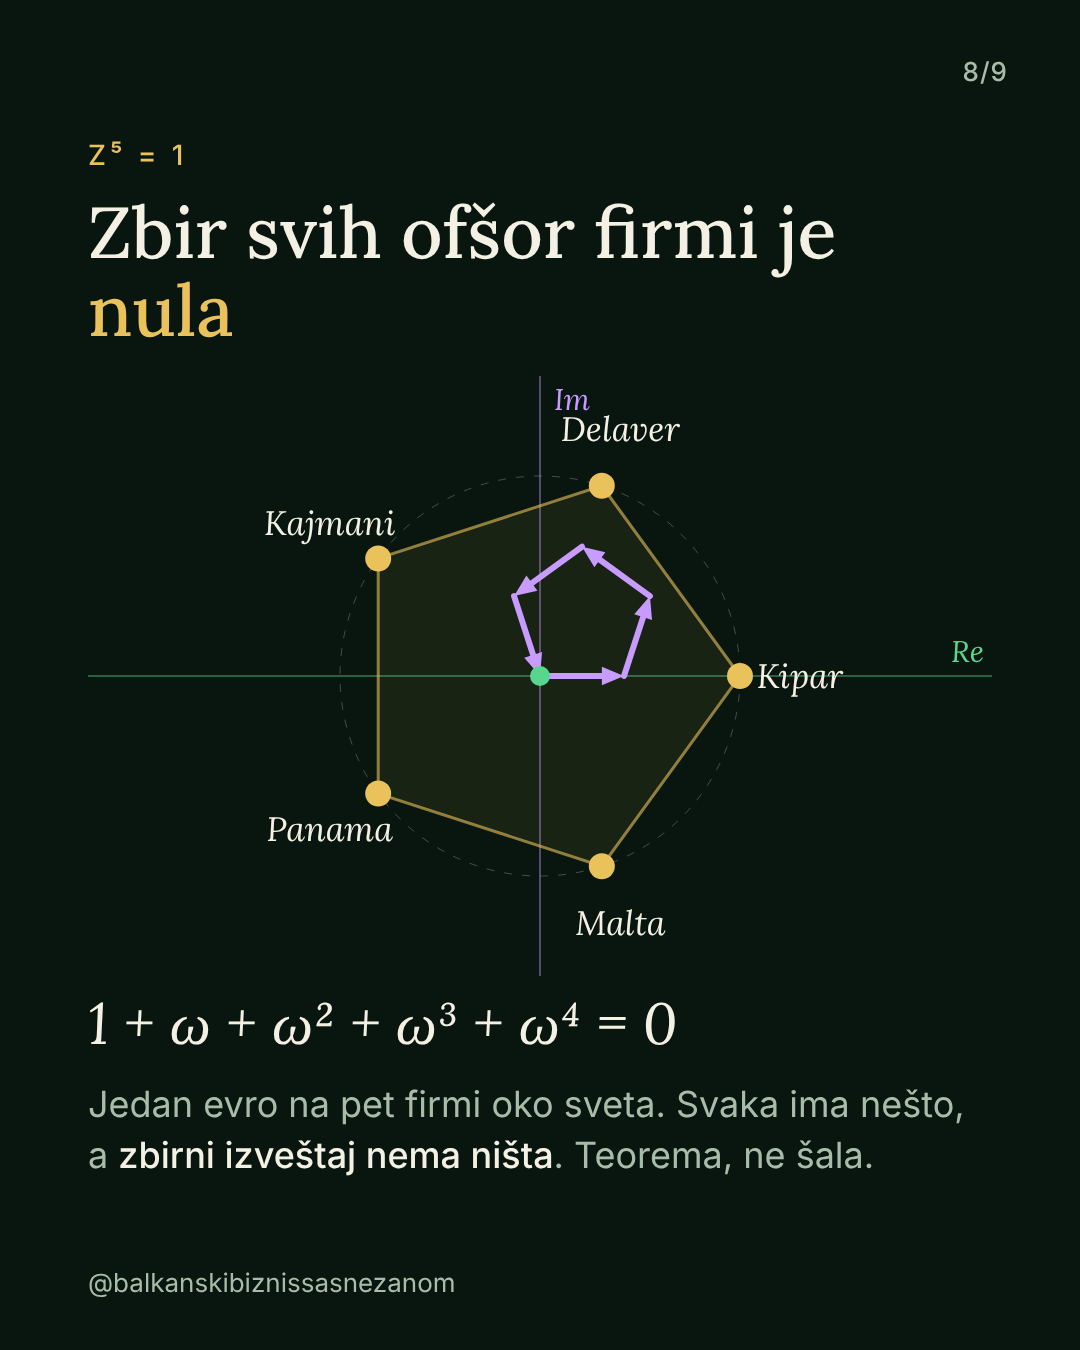 8/9
Z⁵ = 1
Zbir svih ofšor firmi je
nula
Im
Delaver
Kajmani
Re
Kipar
Panama
Malta
1 + ω + ω² + ω³ + ω⁴ = 0
Jedan evro na pet firmi oko sveta. Svaka ima nešto,
a zbirni izveštaj nema ništa. Teorema, ne šala.
@balkanskibiznissasnezanom